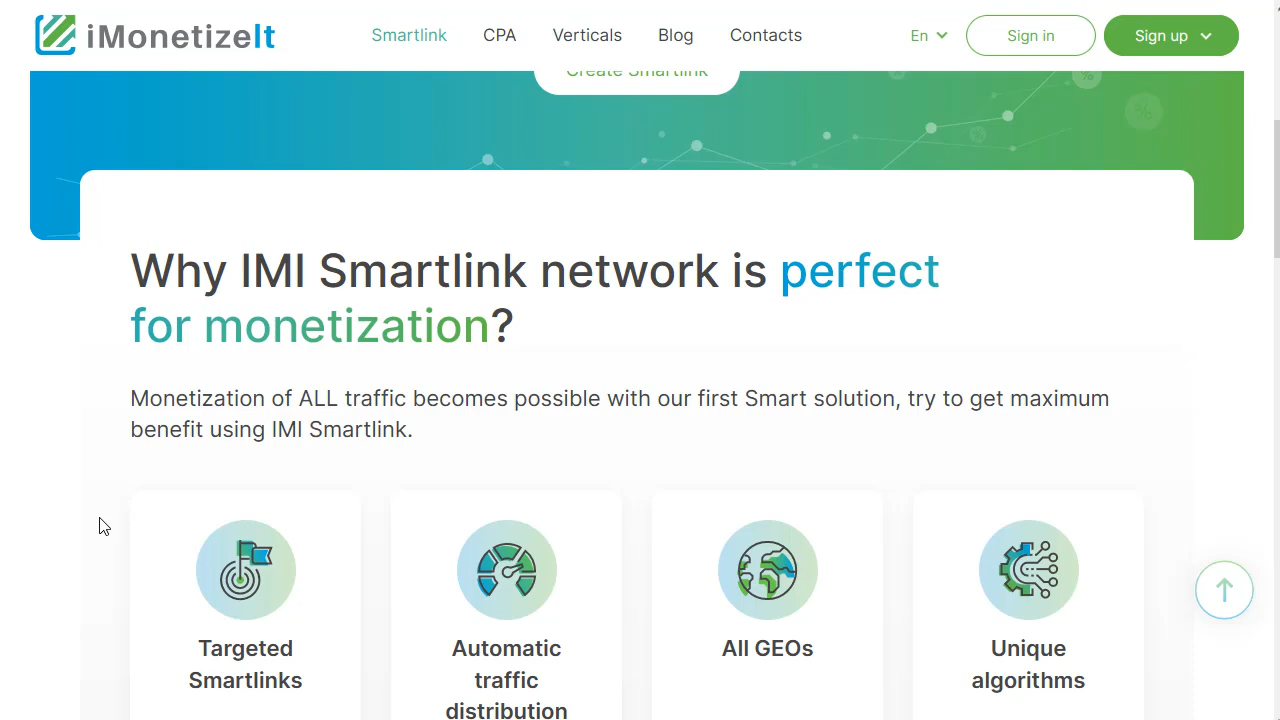 iMonetizeIt
Smartlink CPA Verticals Blog Contacts En Sign in Sign up
Create Smartlink
Why IMI Smartlink network is perfect
for monetization?
Monetization of ALL traffic becomes possible with our first Smart solution, try to get maximum
benefit using IMI Smartlink.
Targeted
Smartlinks
Automatic
traffic
distribution
All GEOs
Unique
algorithms